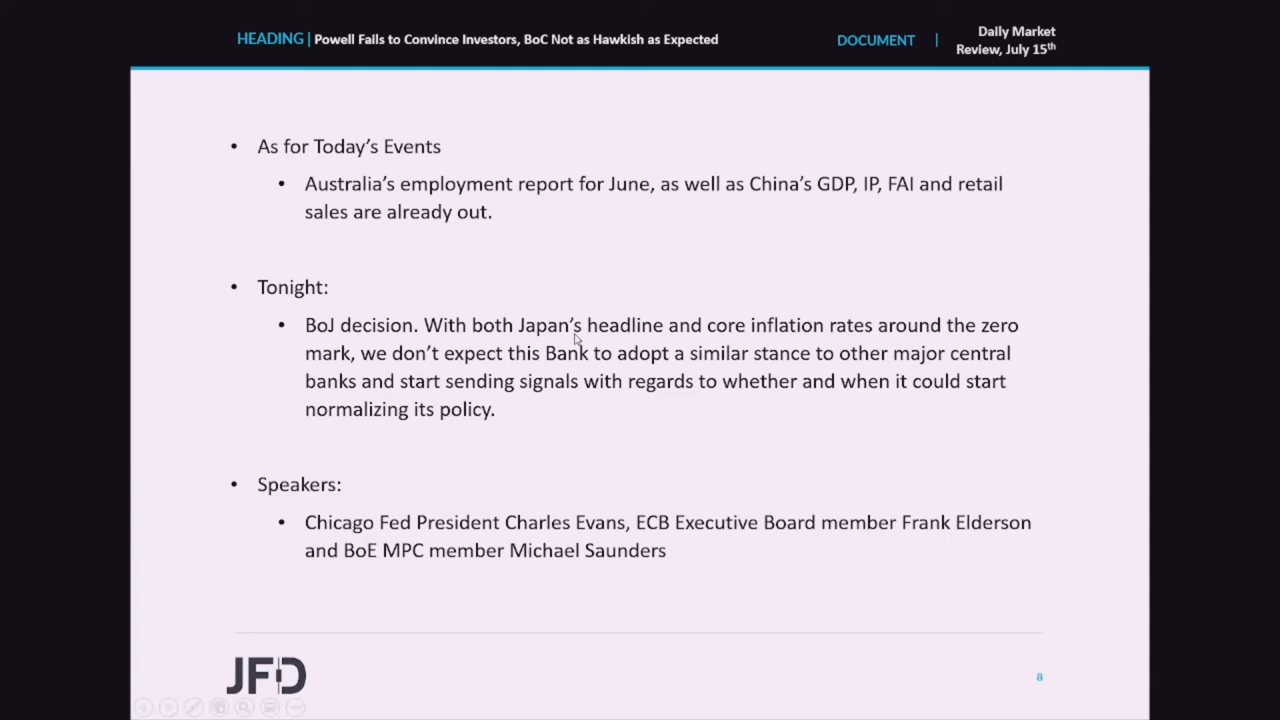 HEADING | Powell Fails to Convince Investors, BoC Not as Hawkish as Expected
DOCUMENT | Daily Market
Review, July 15th
• As for Today's Events
• Australia's employment report for June, as well as China's GDP, IP, FAI and retail
sales are already out.
• Tonight:
• BoJ decision. With both Japan's headline and core inflation rates around the zero
mark, we don't expect this Bank to adopt a similar stance to other major central
banks and start sending signals with regards to whether and when it could start
normalizing its policy.
• Speakers:
• Chicago Fed President Charles Evans, ECB Executive Board member Frank Elderson
and BoE MPC member Michael Saunders
JFD
8